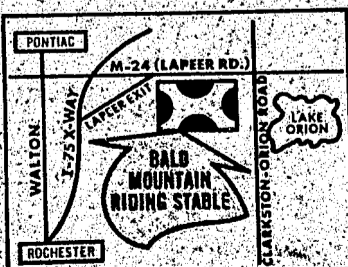 PONTIAC
M-24 (LAPEER RD.)
LAPEER EXIT
WALTON
I-75 X-WAY
BALD
MOUNTAIN
RIDING STABLE
CLARKSTON-ORION ROAD
LAKE
ORION
ROCHESTER